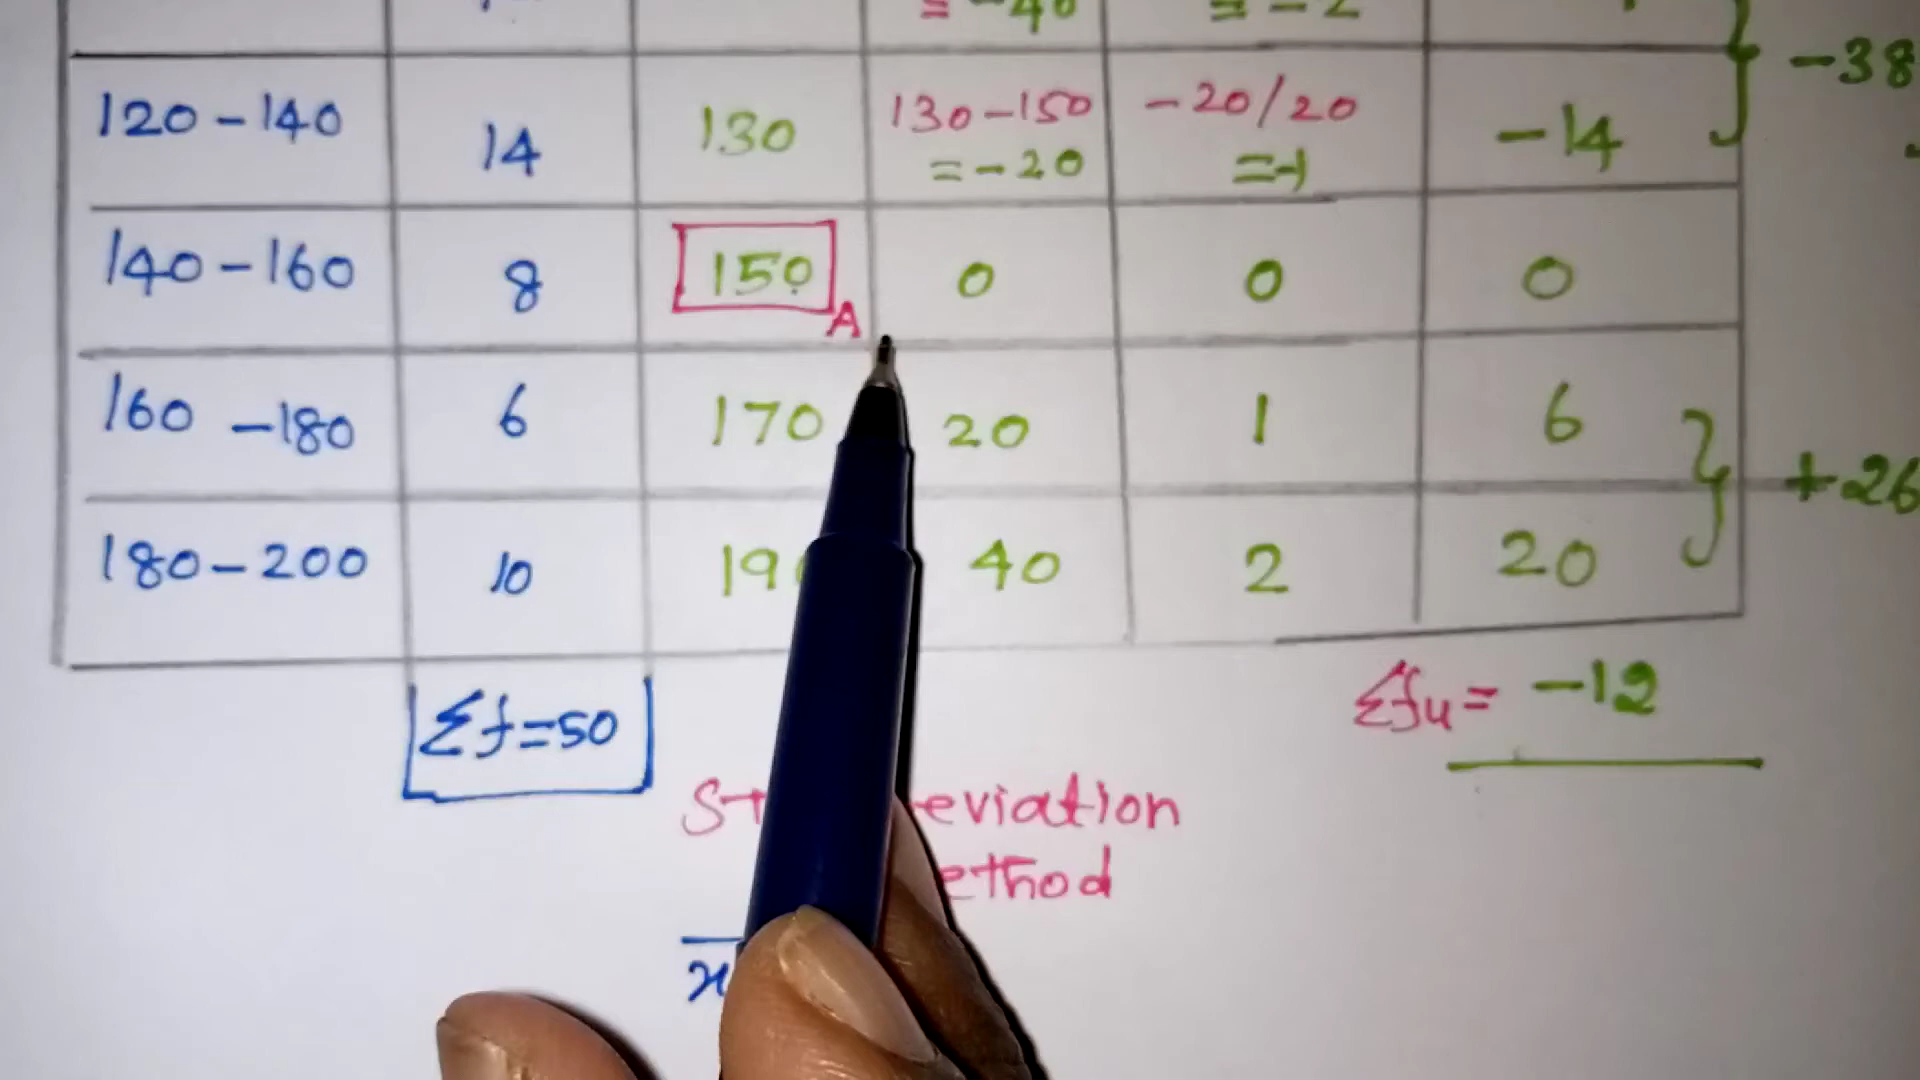 = -40 = -2
120-140 14 130 130-150 = -20 -20/20 = -1 -14 -38
140-160 8 150 A 0 0 0
160-180 6 170 20 1 6 +26
180-200 10 40 2 20
Σf=50 Σfu= -12
eviation
ethod